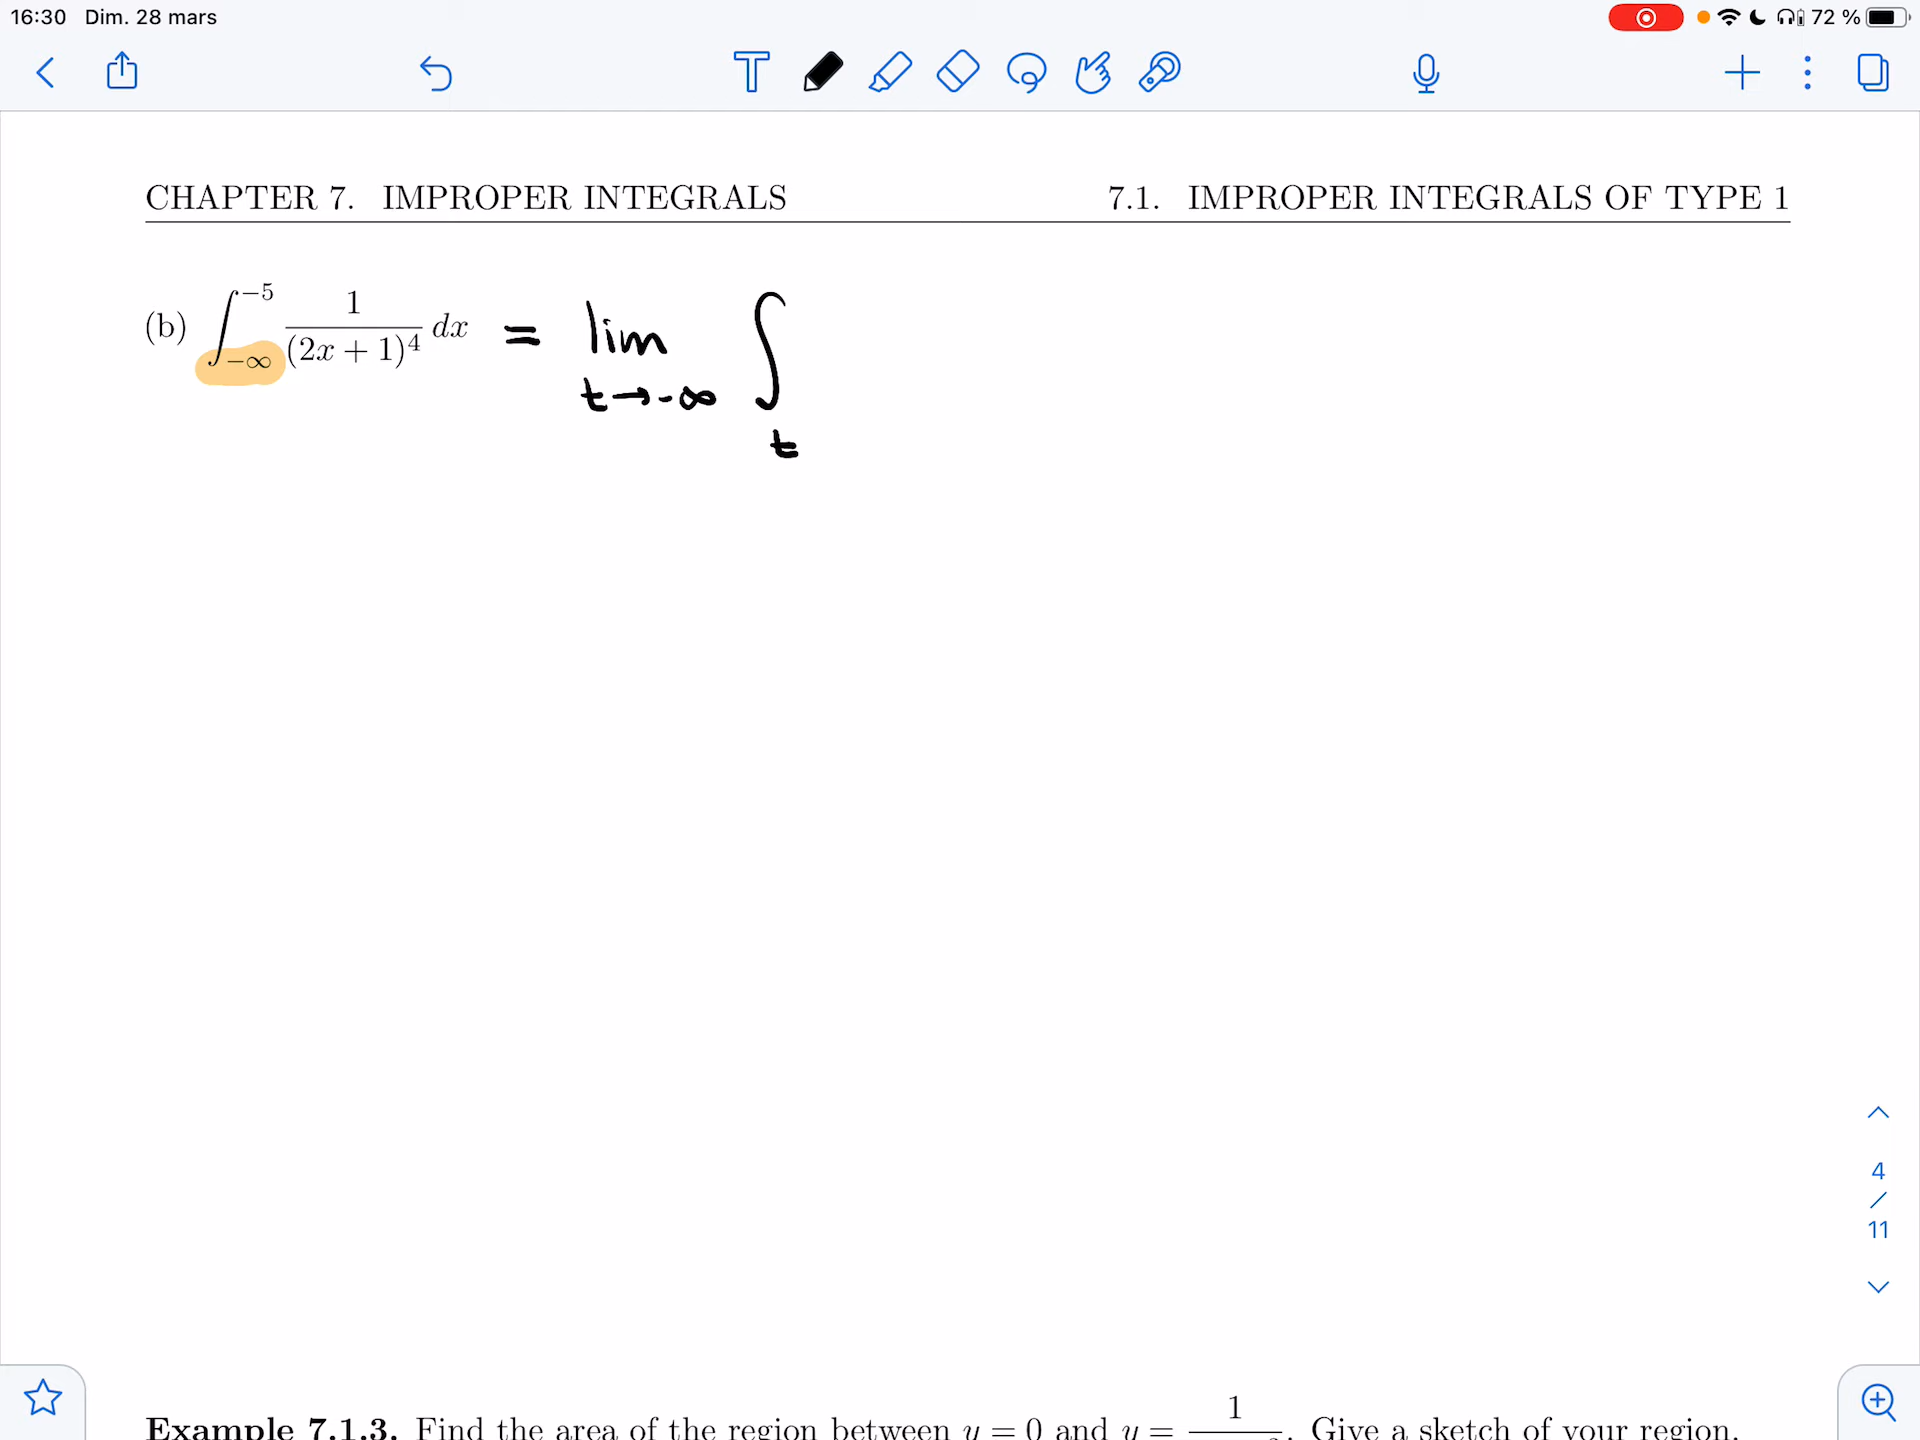 16:30 Dim. 28 mars 72 %
CHAPTER 7. IMPROPER INTEGRALS 7.1. IMPROPER INTEGRALS OF TYPE 1
(b) ∫_{−∞}^{−5} 1/(2x + 1)^4 dx = lim_{t→-∞} ∫_t
4
/
11
Example 7.1.3. Find the area of the region between y = 0 and y = 1/ . Give a sketch of your region.